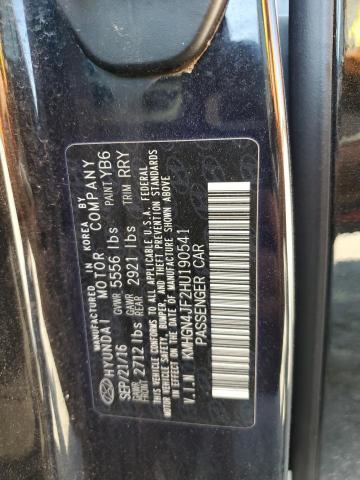 MANUFACTURED IN KOREA BY
HYUNDAI MOTOR COMPANY
SEP/21/16 GVWR 5556 lbs PAINT YB6
GAWR FRONT 2712 lbs GAWR REAR 2921 lbs TRIM RRY
THIS VEHICLE CONFORMS TO ALL APPLICABLE U.S.A. FEDERAL
MOTOR VEHICLE SAFETY, BUMPER, AND THEFT PREVENTION STANDARDS
IN EFFECT ON THE DATE OF MANUFACTURE SHOWN ABOVE.
V.I.N KMHGN4JF2HU190541
PASSENGER CAR